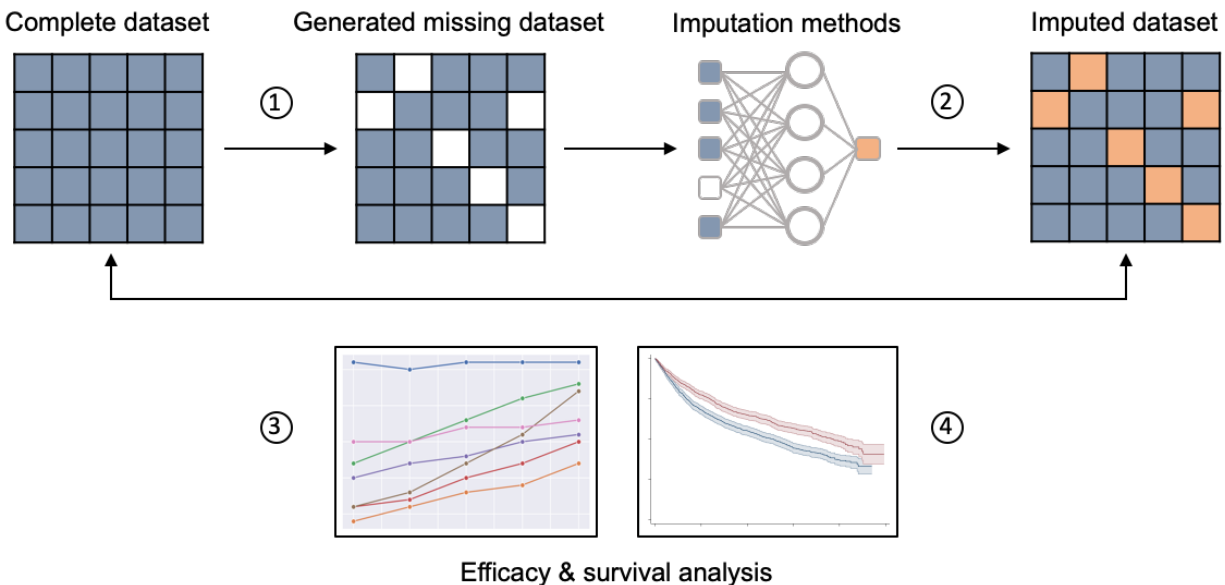 Complete dataset
Generated missing dataset
Imputation methods
Imputed dataset
①
②
③
④
Efficacy & survival analysis